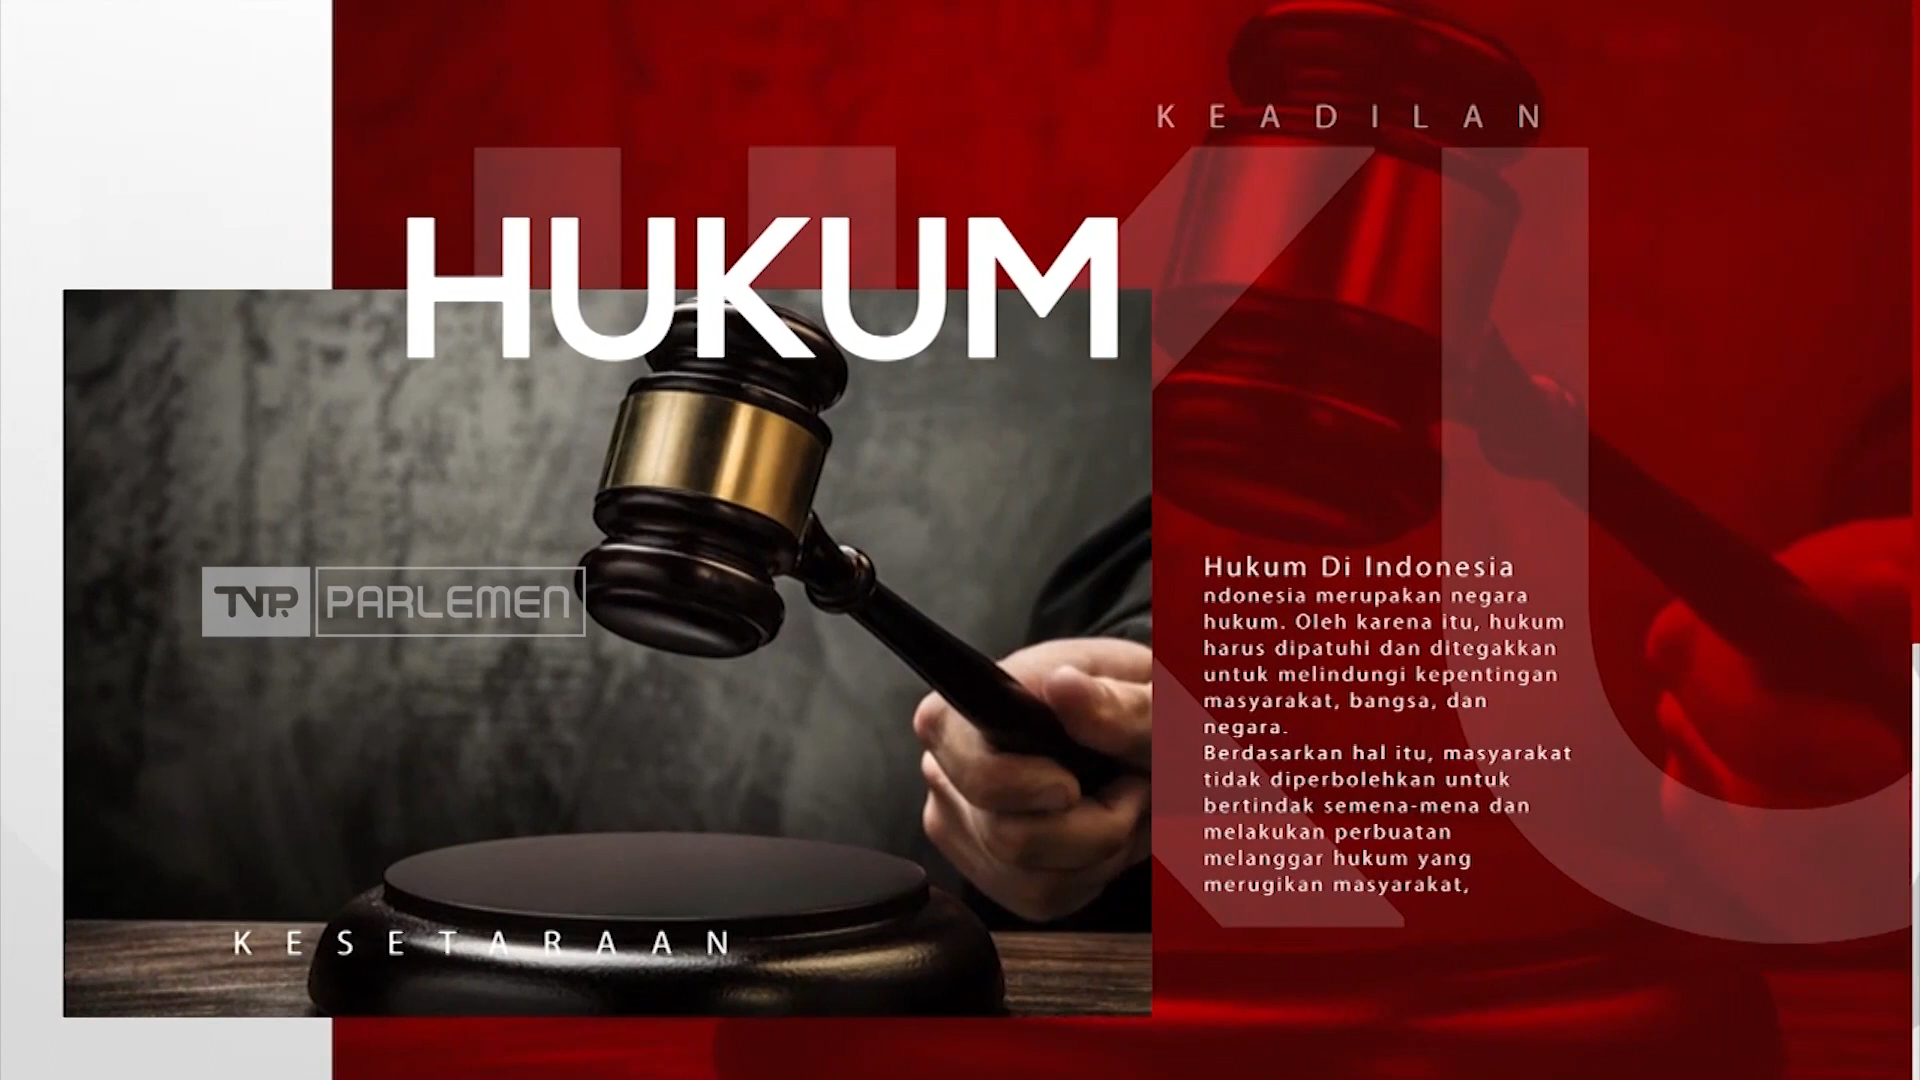 KEADILAN
HUKUM
TVR PARLEMEN
Hukum Di Indonesia
ndonesia merupakan negara
hukum. Oleh karena itu, hukum
harus dipatuhi dan ditegakkan
untuk melindungi kepentingan
masyarakat, bangsa, dan
negara.
Berdasarkan hal itu, masyarakat
tidak diperbolehkan untuk
bertindak semena-mena dan
melakukan perbuatan
melanggar hukum yang
merugikan masyarakat,
KESETARAAN